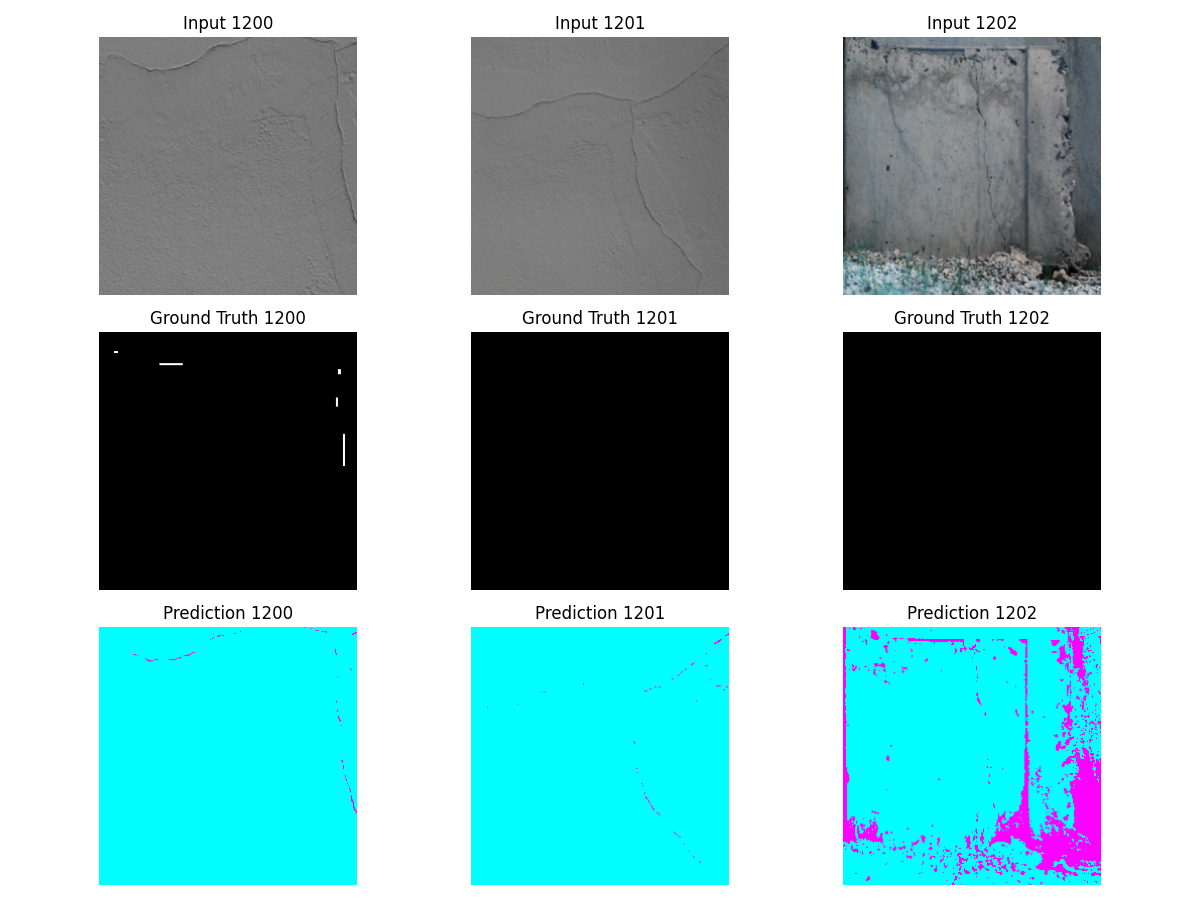 Input 1200
Input 1201
Input 1202
Ground Truth 1200
Ground Truth 1201
Ground Truth 1202
Prediction 1200
Prediction 1201
Prediction 1202